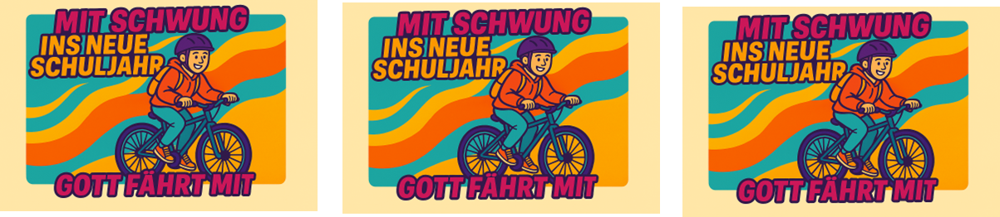 MIT SCHWUNG
INS NEUE
SCHULJAHR
GOTT FÄHRT MIT
MIT SCHWUNG
INS NEUE
SCHULJAHR
GOTT FÄHRT MIT
MIT SCHWUNG
INS NEUE
SCHULJAHR
GOTT FÄHRT MIT